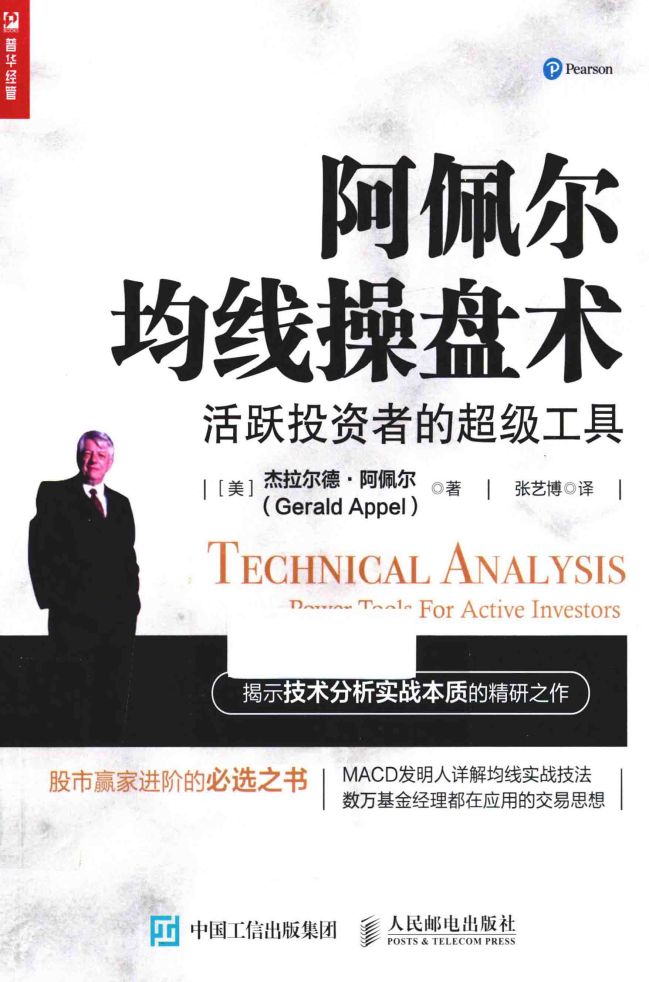 普华经管
Pearson
阿佩尔
均线操盘术
活跃投资者的超级工具
[美] 杰拉尔德·阿佩尔 ◎著 | 张艺博◎译
(Gerald Appel)
TECHNICAL ANALYSIS
Power Tools For Active Investors
揭示技术分析实战本质的精研之作
股市赢家进阶的必选之书
MACD发明人详解均线实战技法
数万基金经理都在应用的交易思想
中国工信出版集团
人民邮电出版社
POSTS & TELECOM PRESS